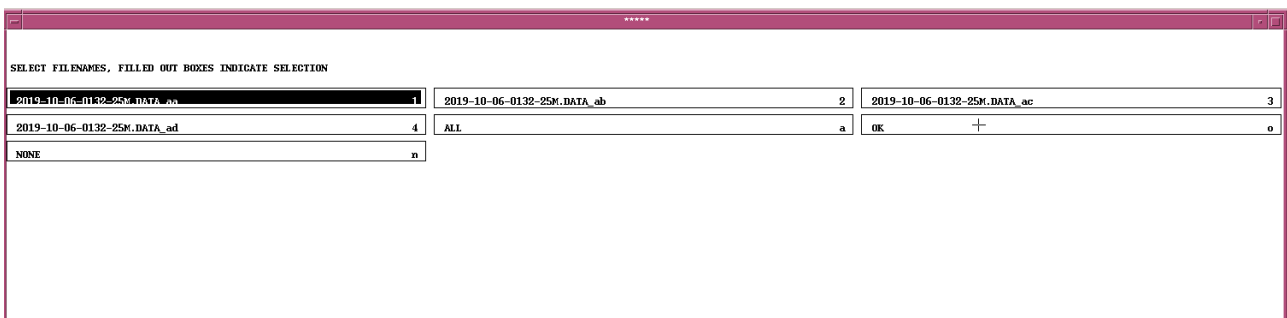 *****
SELECT FILENAMES, FILLED OUT BOXES INDICATE SELECTION
2019-10-06-0132-25M.DATA_aa 1
2019-10-06-0132-25M.DATA_ab 2
2019-10-06-0132-25M.DATA_ac 3
2019-10-06-0132-25M.DATA_ad 4
ALL a
OK o
NONE n